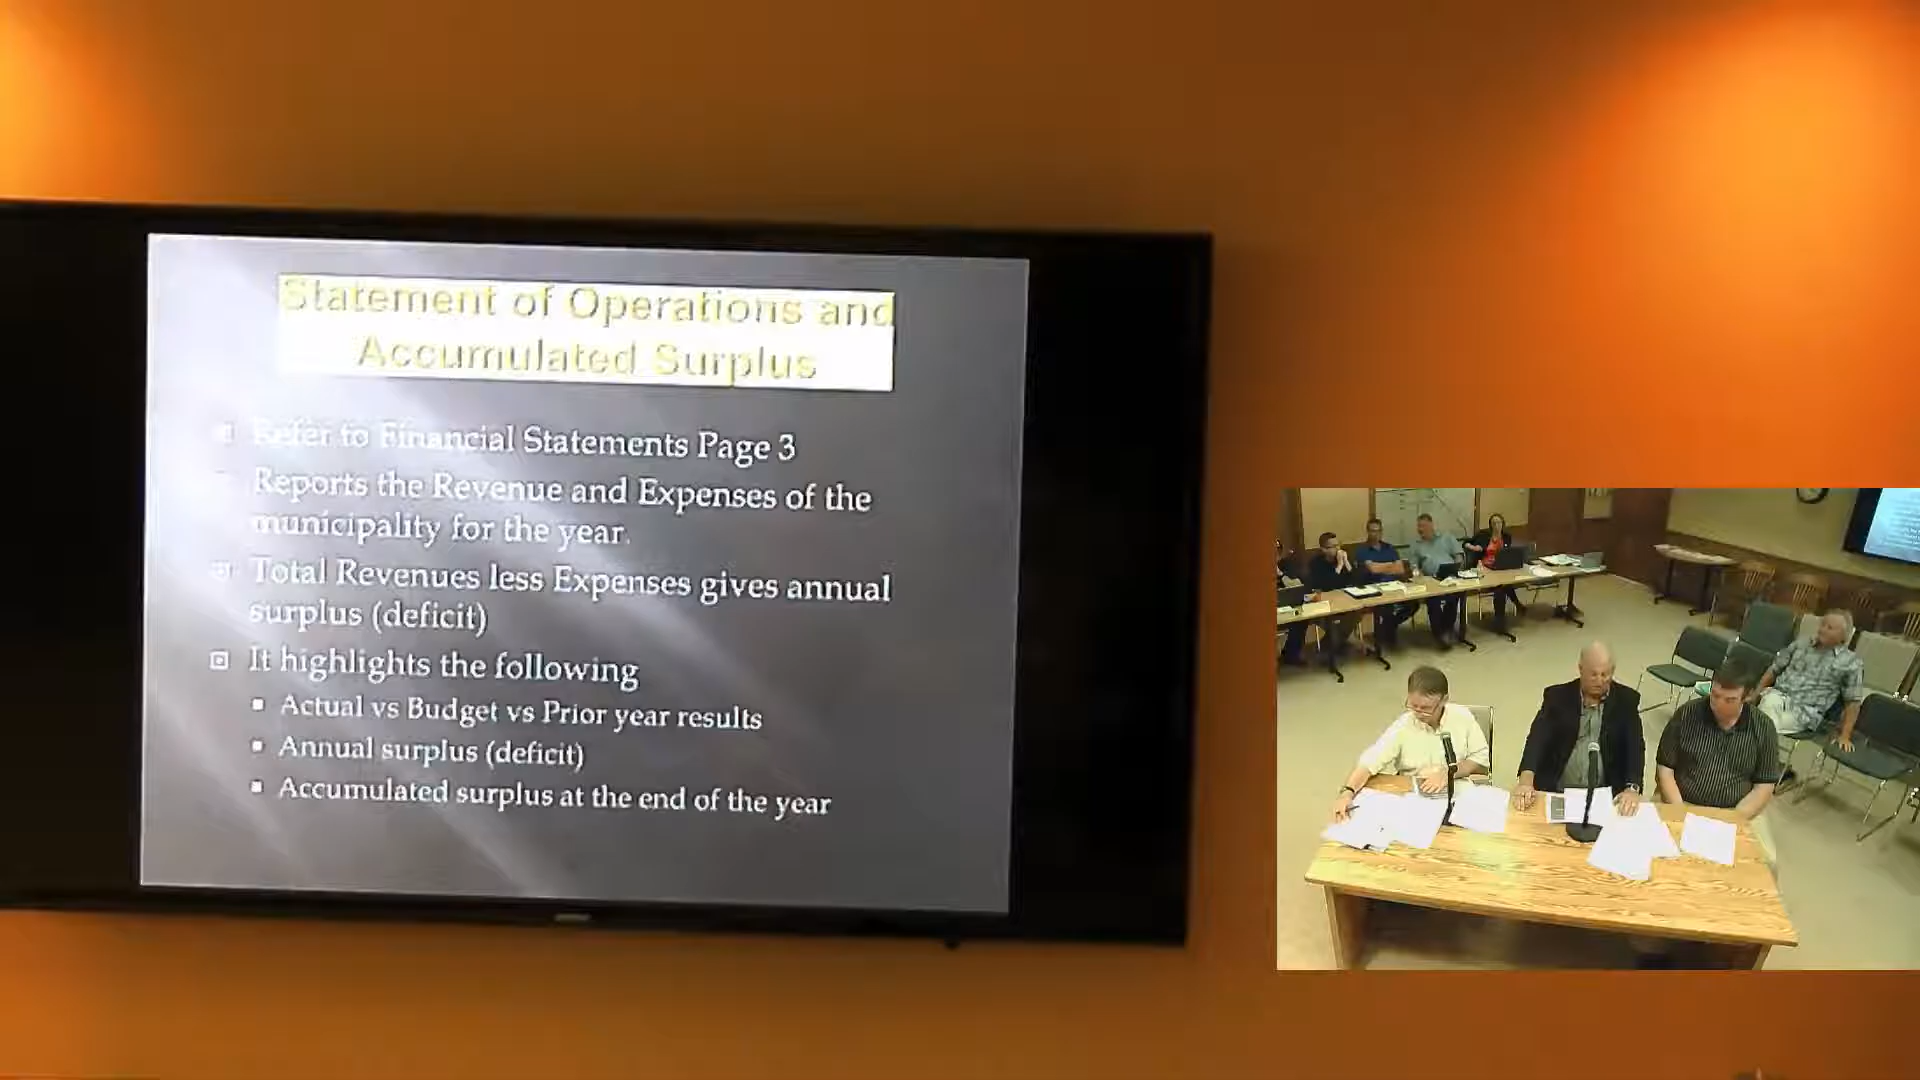 Statement of Operations and
Accumulated Surplus
Refer to Financial Statements Page 3
Reports the Revenue and Expenses of the
municipality for the year.
Total Revenues less Expenses gives annual
surplus (deficit)
It highlights the following
Actual vs Budget vs Prior year results
Annual surplus (deficit)
Accumulated surplus at the end of the year